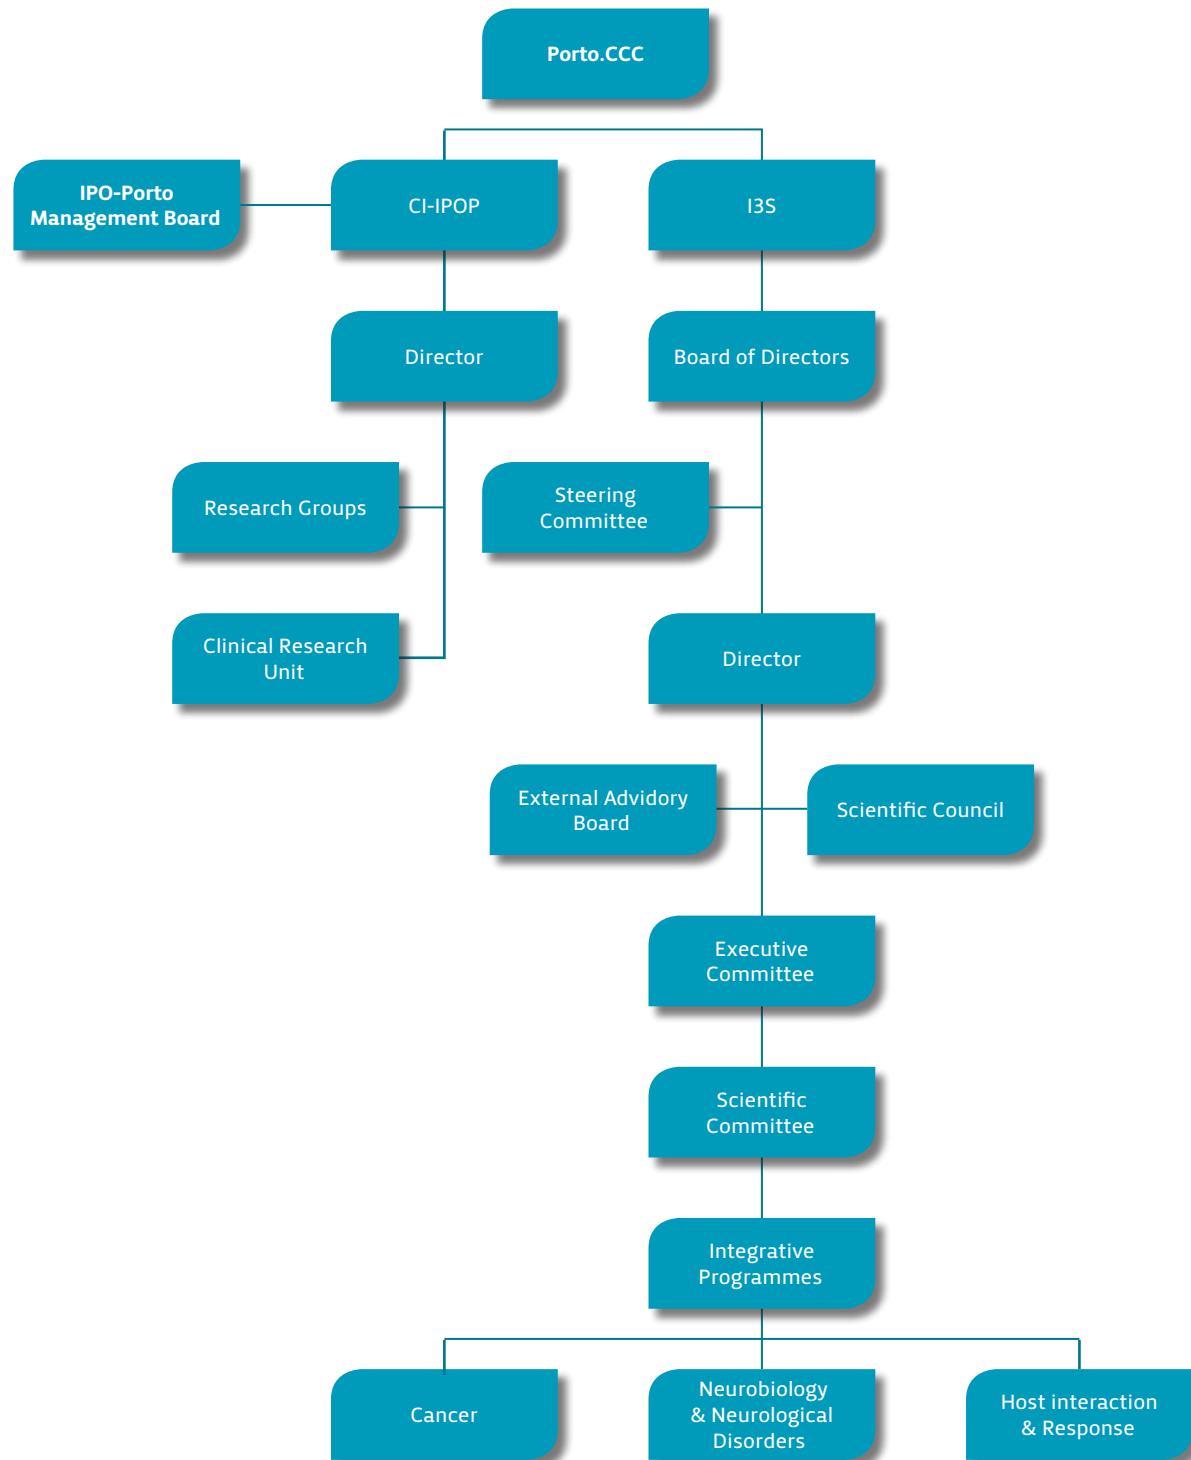 Porto.CCC
IPO-Porto
Management Board
CI-IPOP
I3S
Director
Board of Directors
Research Groups
Steering
Committee
Clinical Research
Unit
Director
External Advidory
Board
Scientific Council
Executive
Committee
Scientific
Committee
Integrative
Programmes
Cancer
Neurobiology
& Neurological
Disorders
Host interaction
& Response